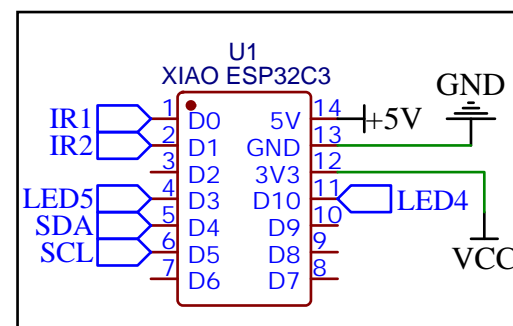 U1
XIAO ESP32C3
GND
IR1 1 D0 5V 14 +5V
IR2 2 D1 GND 13
3 D2 3V3 12
LED5 4 D3 D10 11 LED4
SDA 5 D4 D9 10
SCL 6 D5 D8 9 VCC
7 D6 D7 8